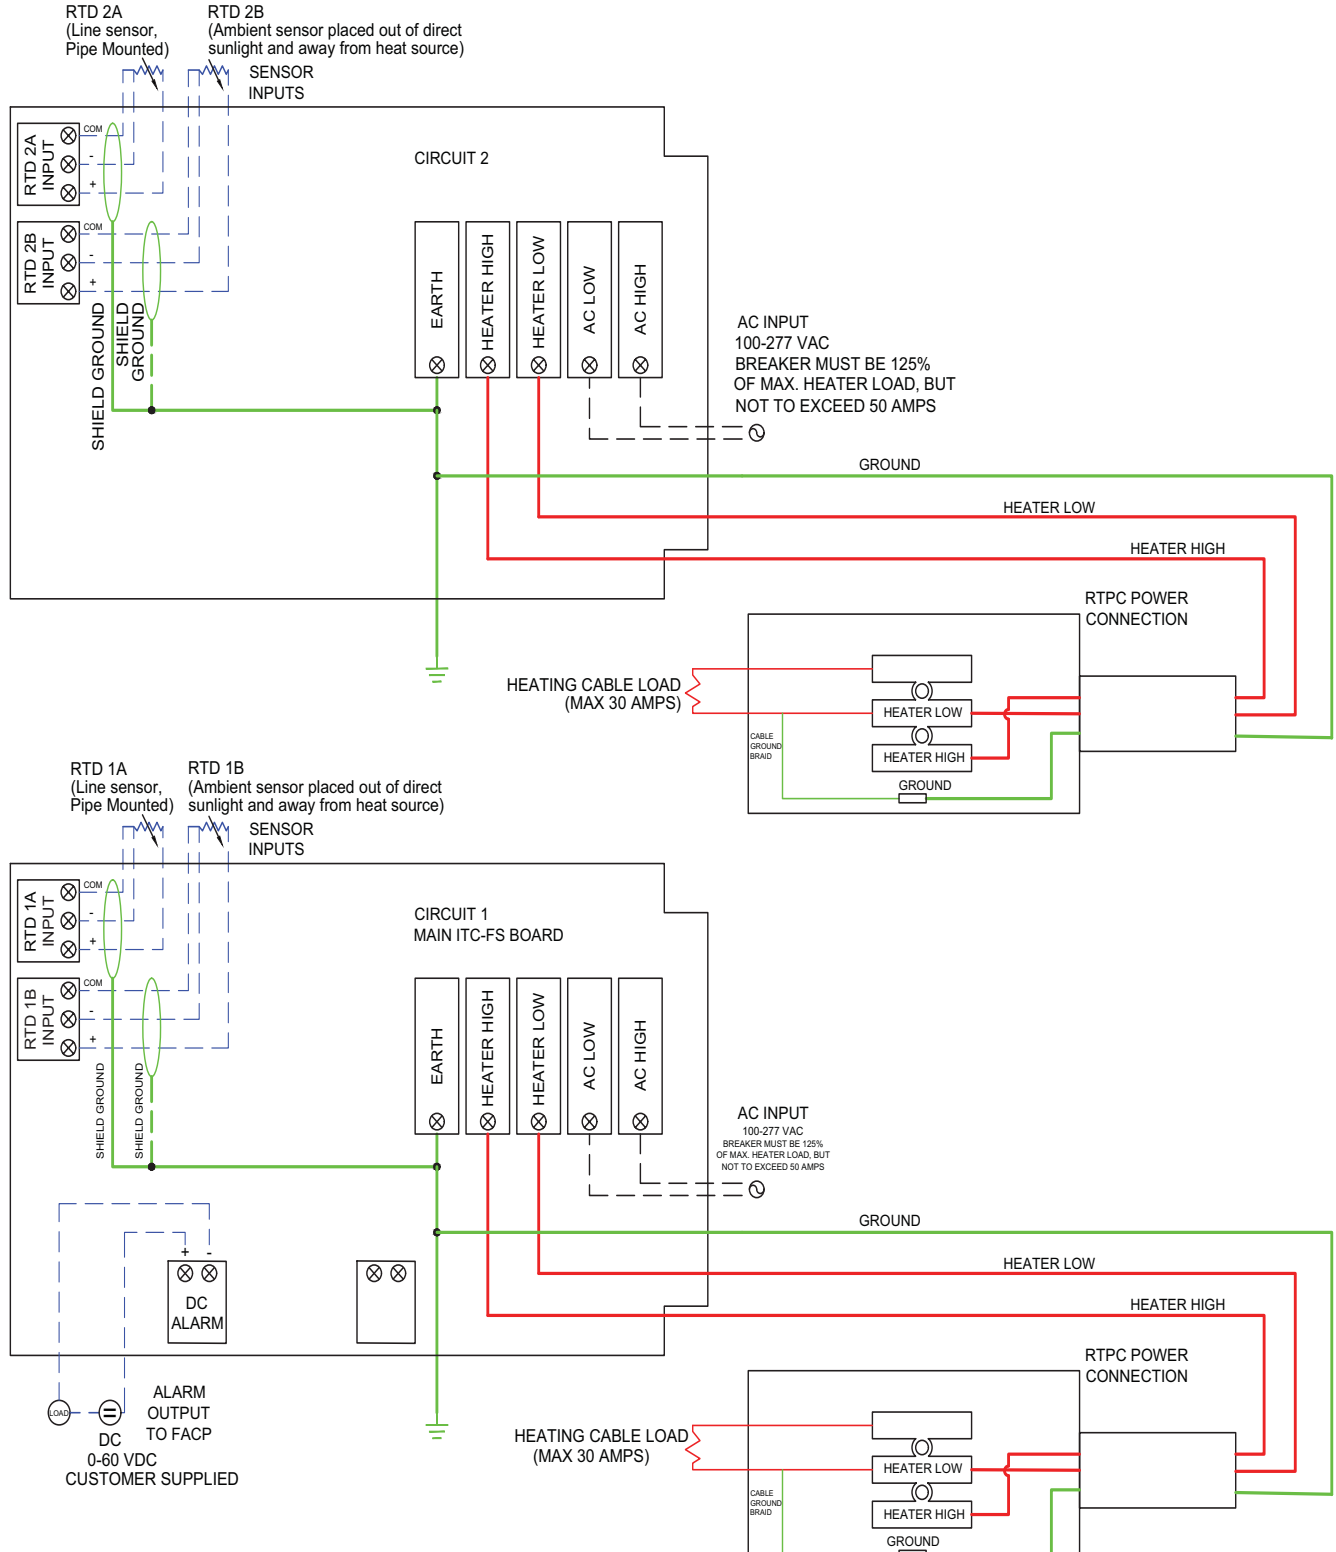 RTD 2A
(Line sensor,
Pipe Mounted)
RTD 2B
(Ambient sensor placed out of direct
sunlight and away from heat source)
SENSOR
INPUTS
RTD 2A
INPUT
COM
-
+
RTD 2B
INPUT
COM
-
+
SHIELD GROUND
SHIELD
GROUND
CIRCUIT 2
EARTH
HEATER HIGH
HEATER LOW
AC LOW
AC HIGH
AC INPUT
100-277 VAC
BREAKER MUST BE 125%
OF MAX. HEATER LOAD, BUT
NOT TO EXCEED 50 AMPS
GROUND
HEATER LOW
HEATER HIGH
RTPC POWER
CONNECTION
HEATING CABLE LOAD
(MAX 30 AMPS)
HEATER LOW
HEATER HIGH
CABLE
GROUND
BRAID
GROUND
RTD 1A
(Line sensor,
Pipe Mounted)
RTD 1B
(Ambient sensor placed out of direct
sunlight and away from heat source)
SENSOR
INPUTS
RTD 1A
INPUT
COM
-
+
RTD 1B
INPUT
COM
-
+
SHIELD GROUND
SHIELD GROUND
CIRCUIT 1
MAIN ITC-FS BOARD
EARTH
HEATER HIGH
HEATER LOW
AC LOW
AC HIGH
AC INPUT
100-277 VAC
BREAKER MUST BE 125%
OF MAX. HEATER LOAD, BUT
NOT TO EXCEED 50 AMPS
GROUND
HEATER LOW
HEATER HIGH
+ -
DC
ALARM
LOAD
ALARM
OUTPUT
TO FACP
DC
0-60 VDC
CUSTOMER SUPPLIED
RTPC POWER
CONNECTION
HEATING CABLE LOAD
(MAX 30 AMPS)
HEATER LOW
HEATER HIGH
CABLE
GROUND
BRAID
GROUND